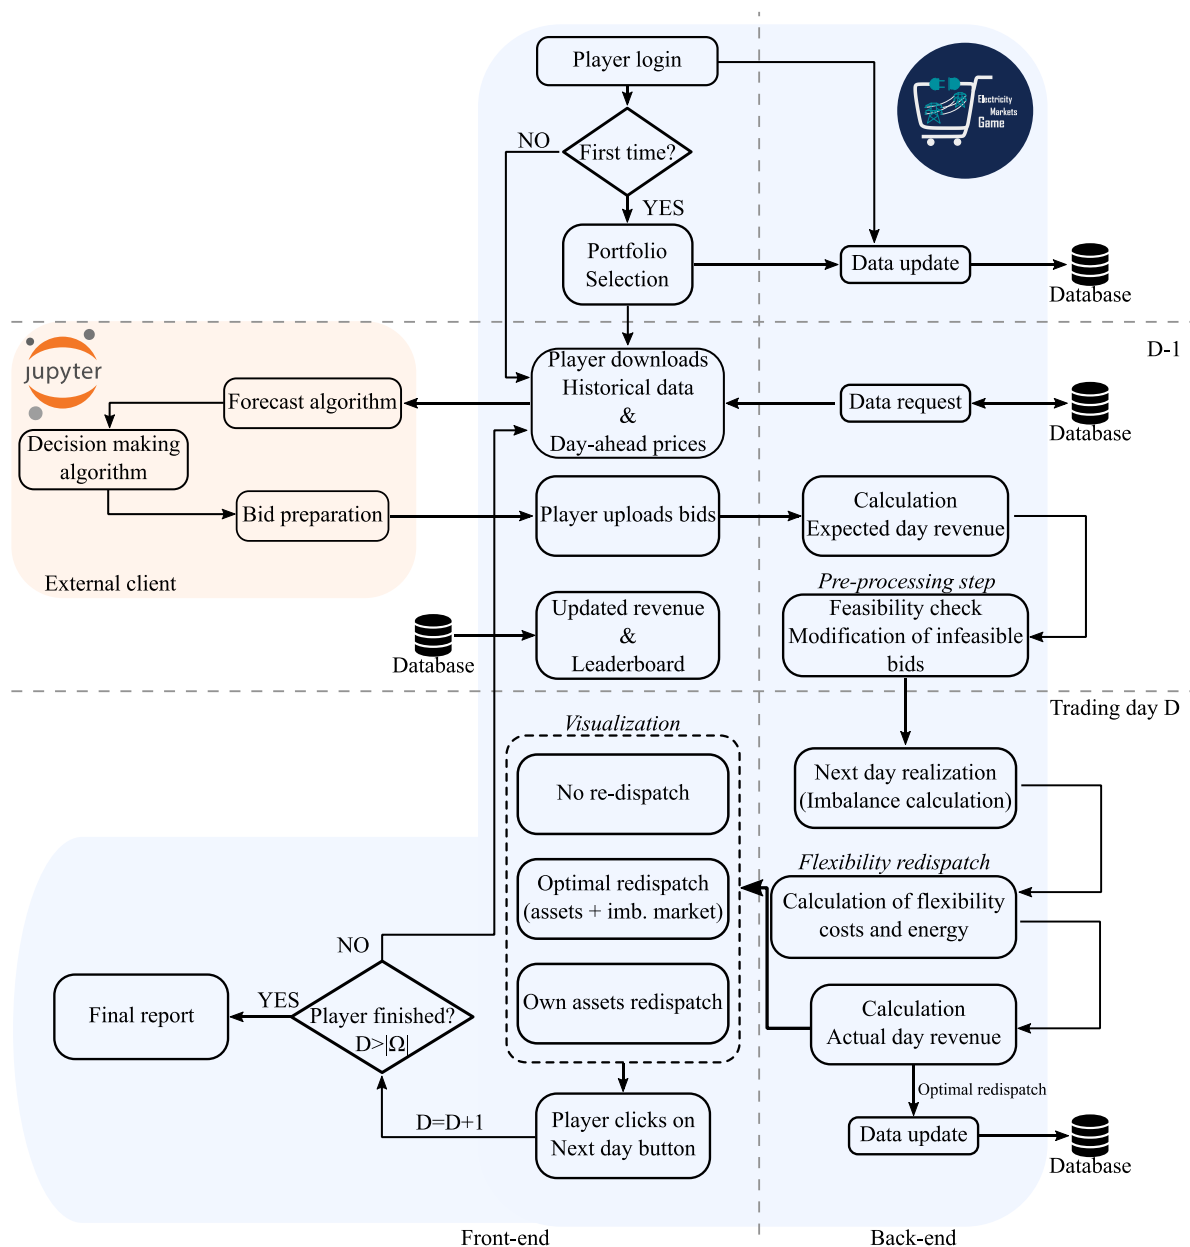 Player login
Electricity
Markets
Game
NO
First time?
YES
Portfolio
Selection
Data update
Database
D-1
jupyter
Player downloads
Historical data
&
Day-ahead prices
Forecast algorithm
Data request
Database
Decision making
algorithm
Bid preparation
Player uploads bids
Calculation
Expected day revenue
External client
Pre-processing step
Feasibility check
Modification of infeasible
bids
Updated revenue
&
Leaderboard
Database
Trading day D
Visualization
No re-dispatch
Next day realization
(Imbalance calculation)
Flexibility redispatch
Optimal redispatch
(assets + imb. market)
Calculation of flexibility
costs and energy
NO
Own assets redispatch
Calculation
Actual day revenue
Final report
YES
Player finished?
D>|Ω|
Optimal redispatch
D=D+1
Player clicks on
Next day button
Data update
Database
Front-end
Back-end